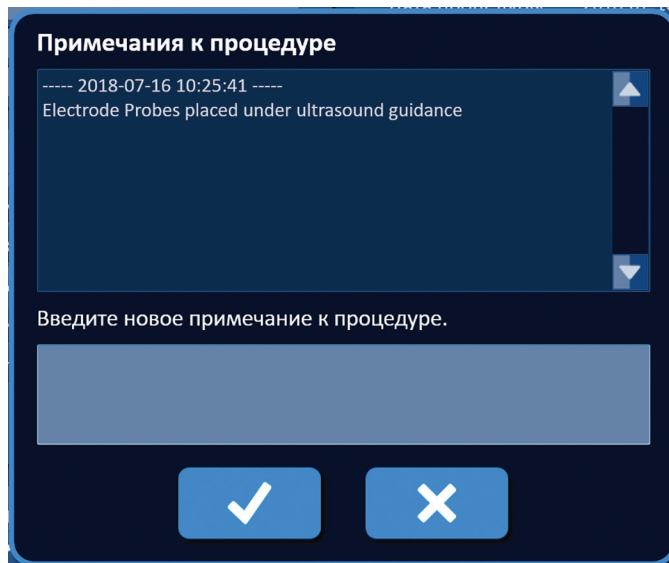 Примечания к процедуре
----- 2018-07-16 10:25:41 -----
Electrode Probes placed under ultrasound guidance
Введите новое примечание к процедуре.